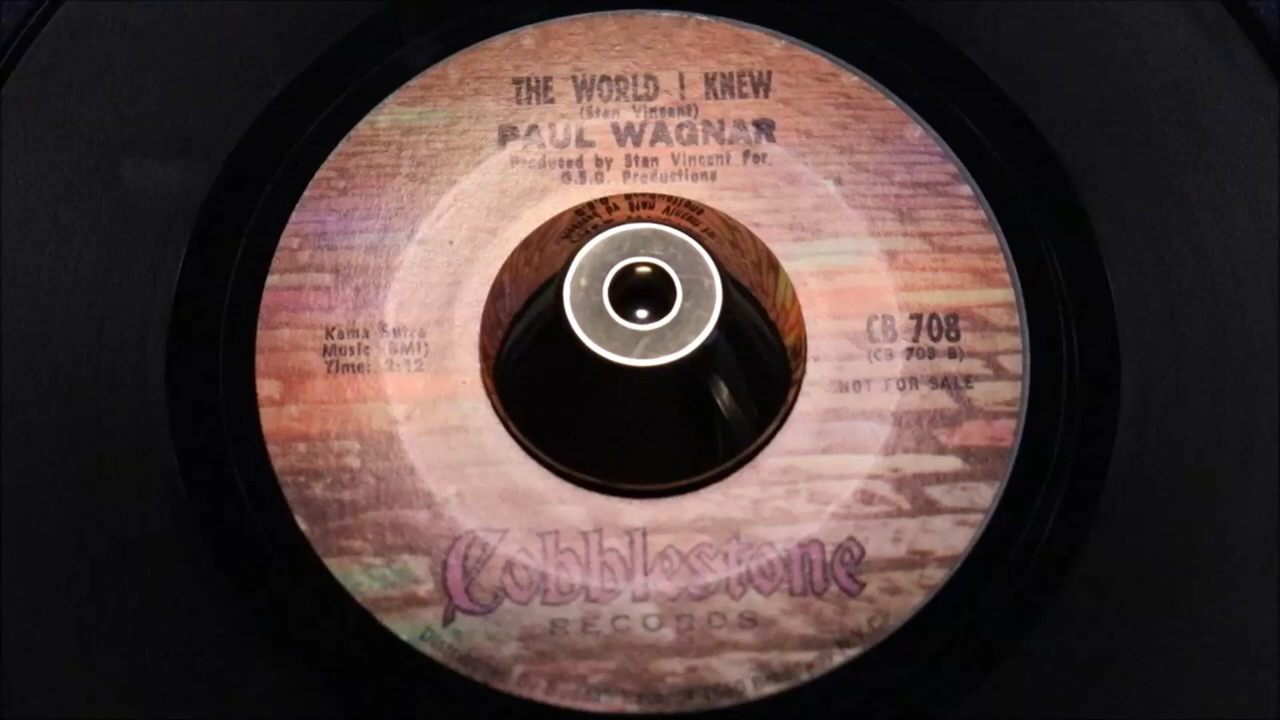 THE WORLD I KNEW
(Stan Vincent)
PAUL WAGNAR
Produced by Stan Vincent For
G.S.G. Productions
Kama Sutra
Music (BMI)
Time: 2:12
CB 708
(CB 708 B)
NOT FOR SALE
Cobblestone
RECORDS